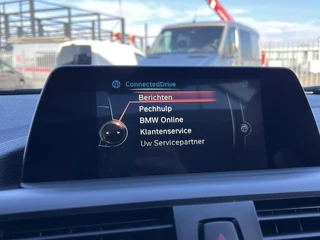 ConnectedDrive
Berichten
Pechhulp
BMW Online
Klantenservice
Uw Servicepartner